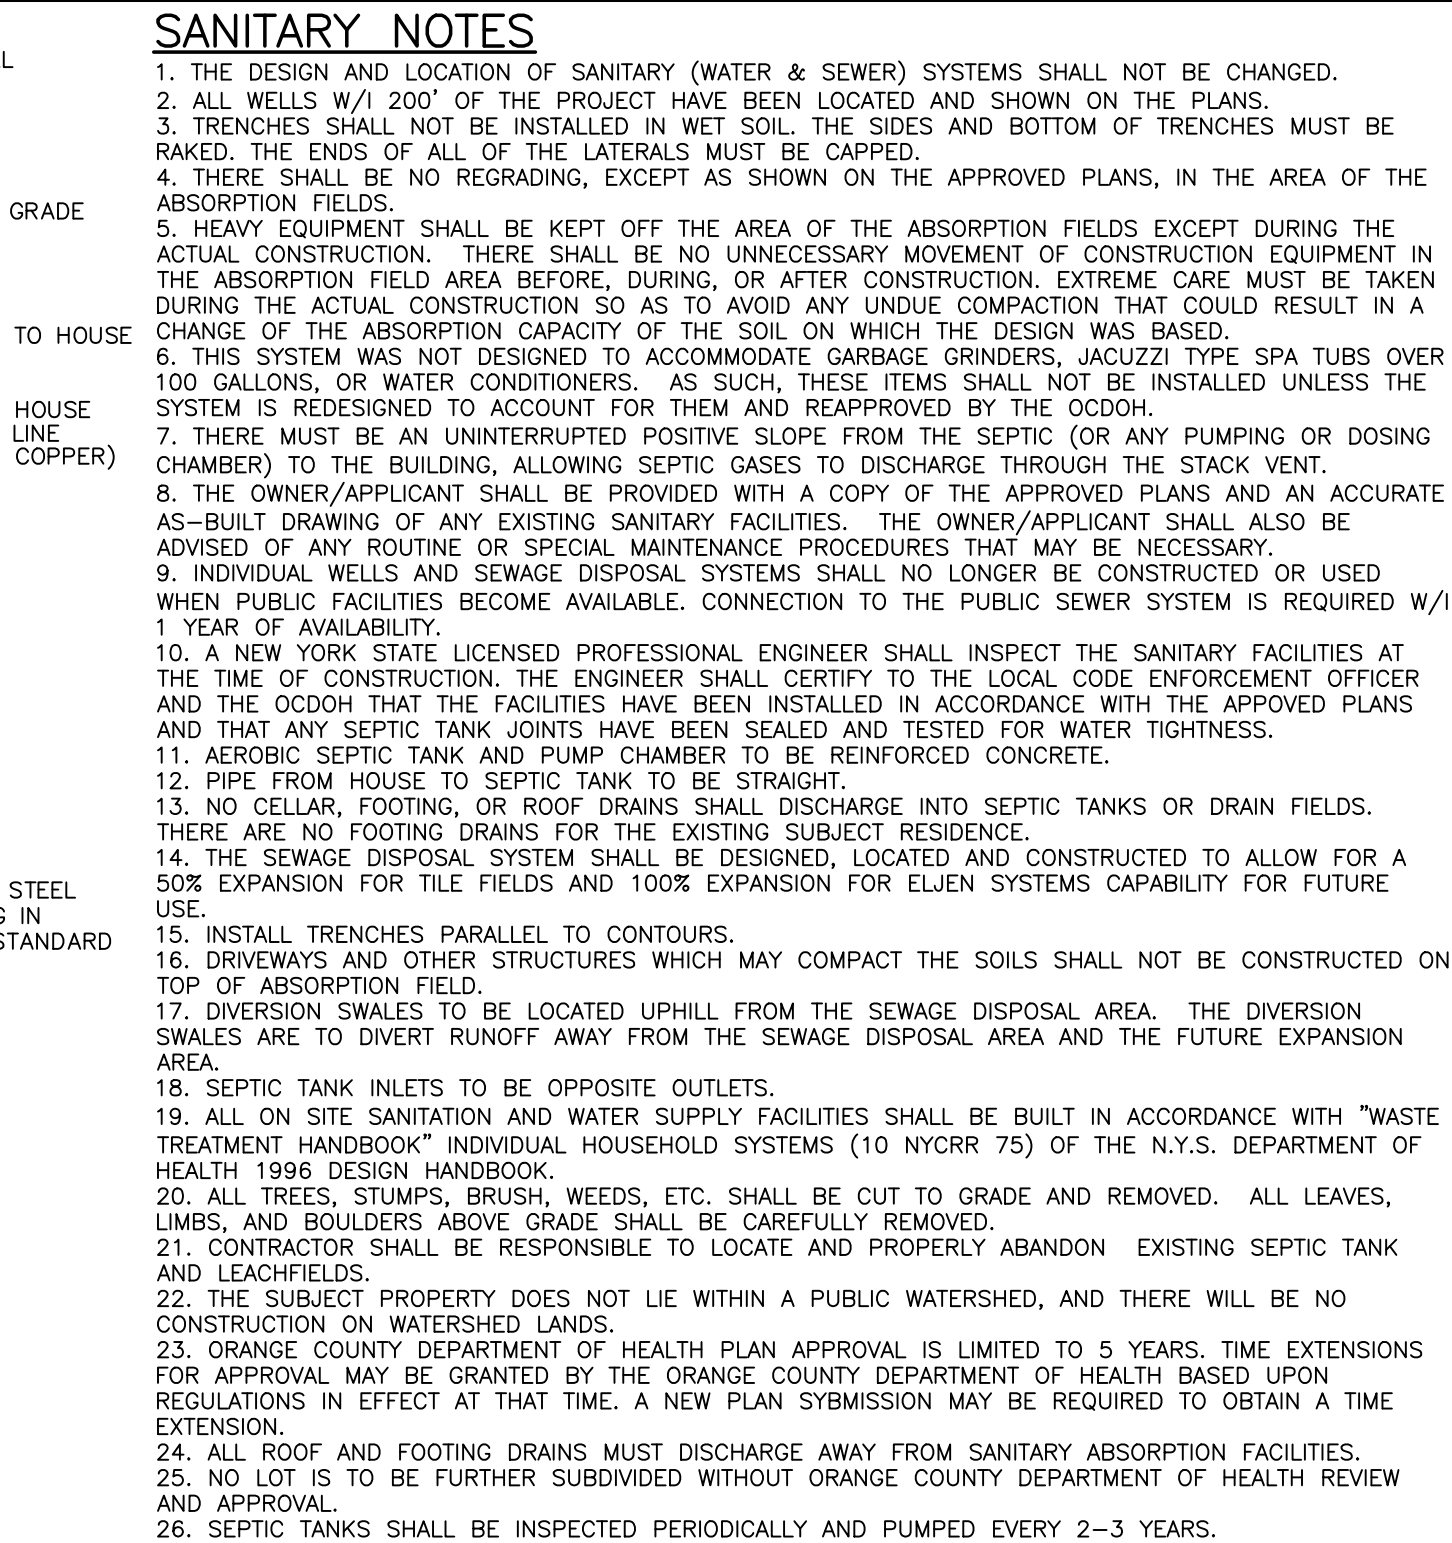 SANITARY NOTES
L
1. THE DESIGN AND LOCATION OF SANITARY (WATER & SEWER) SYSTEMS SHALL NOT BE CHANGED.
2. ALL WELLS W/I 200' OF THE PROJECT HAVE BEEN LOCATED AND SHOWN ON THE PLANS.
3. TRENCHES SHALL NOT BE INSTALLED IN WET SOIL. THE SIDES AND BOTTOM OF TRENCHES MUST BE
RAKED. THE ENDS OF ALL OF THE LATERALS MUST BE CAPPED.
4. THERE SHALL BE NO REGRADING, EXCEPT AS SHOWN ON THE APPROVED PLANS, IN THE AREA OF THE
ABSORPTION FIELDS.
GRADE
5. HEAVY EQUIPMENT SHALL BE KEPT OFF THE AREA OF THE ABSORPTION FIELDS EXCEPT DURING THE
ACTUAL CONSTRUCTION.  THERE SHALL BE NO UNNECESSARY MOVEMENT OF CONSTRUCTION EQUIPMENT IN
THE ABSORPTION FIELD AREA BEFORE, DURING, OR AFTER CONSTRUCTION. EXTREME CARE MUST BE TAKEN
DURING THE ACTUAL CONSTRUCTION SO AS TO AVOID ANY UNDUE COMPACTION THAT COULD RESULT IN A
CHANGE OF THE ABSORPTION CAPACITY OF THE SOIL ON WHICH THE DESIGN WAS BASED.
TO HOUSE
6. THIS SYSTEM WAS NOT DESIGNED TO ACCOMMODATE GARBAGE GRINDERS, JACUZZI TYPE SPA TUBS OVER
100 GALLONS, OR WATER CONDITIONERS.  AS SUCH, THESE ITEMS SHALL NOT BE INSTALLED UNLESS THE
SYSTEM IS REDESIGNED TO ACCOUNT FOR THEM AND REAPPROVED BY THE OCDOH.
HOUSE
LINE
COPPER)
7. THERE MUST BE AN UNINTERRUPTED POSITIVE SLOPE FROM THE SEPTIC (OR ANY PUMPING OR DOSING
CHAMBER) TO THE BUILDING, ALLOWING SEPTIC GASES TO DISCHARGE THROUGH THE STACK VENT.
8. THE OWNER/APPLICANT SHALL BE PROVIDED WITH A COPY OF THE APPROVED PLANS AND AN ACCURATE
AS-BUILT DRAWING OF ANY EXISTING SANITARY FACILITIES.  THE OWNER/APPLICANT SHALL ALSO BE
ADVISED OF ANY ROUTINE OR SPECIAL MAINTENANCE PROCEDURES THAT MAY BE NECESSARY.
9. INDIVIDUAL WELLS AND SEWAGE DISPOSAL SYSTEMS SHALL NO LONGER BE CONSTRUCTED OR USED
WHEN PUBLIC FACILITIES BECOME AVAILABLE. CONNECTION TO THE PUBLIC SEWER SYSTEM IS REQUIRED W/I
1 YEAR OF AVAILABILITY.
10. A NEW YORK STATE LICENSED PROFESSIONAL ENGINEER SHALL INSPECT THE SANITARY FACILITIES AT
THE TIME OF CONSTRUCTION. THE ENGINEER SHALL CERTIFY TO THE LOCAL CODE ENFORCEMENT OFFICER
AND THE OCDOH THAT THE FACILITIES HAVE BEEN INSTALLED IN ACCORDANCE WITH THE APPOVED PLANS
AND THAT ANY SEPTIC TANK JOINTS HAVE BEEN SEALED AND TESTED FOR WATER TIGHTNESS.
11. AEROBIC SEPTIC TANK AND PUMP CHAMBER TO BE REINFORCED CONCRETE.
12. PIPE FROM HOUSE TO SEPTIC TANK TO BE STRAIGHT.
13. NO CELLAR, FOOTING, OR ROOF DRAINS SHALL DISCHARGE INTO SEPTIC TANKS OR DRAIN FIELDS.
THERE ARE NO FOOTING DRAINS FOR THE EXISTING SUBJECT RESIDENCE.
14. THE SEWAGE DISPOSAL SYSTEM SHALL BE DESIGNED, LOCATED AND CONSTRUCTED TO ALLOW FOR A
50% EXPANSION FOR TILE FIELDS AND 100% EXPANSION FOR ELJEN SYSTEMS CAPABILITY FOR FUTURE
USE.
STEEL
G IN
STANDARD
15. INSTALL TRENCHES PARALLEL TO CONTOURS.
16. DRIVEWAYS AND OTHER STRUCTURES WHICH MAY COMPACT THE SOILS SHALL NOT BE CONSTRUCTED ON
TOP OF ABSORPTION FIELD.
17. DIVERSION SWALES TO BE LOCATED UPHILL FROM THE SEWAGE DISPOSAL AREA.  THE DIVERSION
SWALES ARE TO DIVERT RUNOFF AWAY FROM THE SEWAGE DISPOSAL AREA AND THE FUTURE EXPANSION
AREA.
18. SEPTIC TANK INLETS TO BE OPPOSITE OUTLETS.
19. ALL ON SITE SANITATION AND WATER SUPPLY FACILITIES SHALL BE BUILT IN ACCORDANCE WITH "WASTE
TREATMENT HANDBOOK" INDIVIDUAL HOUSEHOLD SYSTEMS (10 NYCRR 75) OF THE N.Y.S. DEPARTMENT OF
HEALTH 1996 DESIGN HANDBOOK.
20. ALL TREES, STUMPS, BRUSH, WEEDS, ETC. SHALL BE CUT TO GRADE AND REMOVED.  ALL LEAVES,
LIMBS, AND BOULDERS ABOVE GRADE SHALL BE CAREFULLY REMOVED.
21. CONTRACTOR SHALL BE RESPONSIBLE TO LOCATE AND PROPERLY ABANDON  EXISTING SEPTIC TANK
AND LEACHFIELDS.
22. THE SUBJECT PROPERTY DOES NOT LIE WITHIN A PUBLIC WATERSHED, AND THERE WILL BE NO
CONSTRUCTION ON WATERSHED LANDS.
23. ORANGE COUNTY DEPARTMENT OF HEALTH PLAN APPROVAL IS LIMITED TO 5 YEARS. TIME EXTENSIONS
FOR APPROVAL MAY BE GRANTED BY THE ORANGE COUNTY DEPARTMENT OF HEALTH BASED UPON
REGULATIONS IN EFFECT AT THAT TIME. A NEW PLAN SYBMISSION MAY BE REQUIRED TO OBTAIN A TIME
EXTENSION.
24. ALL ROOF AND FOOTING DRAINS MUST DISCHARGE AWAY FROM SANITARY ABSORPTION FACILITIES.
25. NO LOT IS TO BE FURTHER SUBDIVIDED WITHOUT ORANGE COUNTY DEPARTMENT OF HEALTH REVIEW
AND APPROVAL.
26. SEPTIC TANKS SHALL BE INSPECTED PERIODICALLY AND PUMPED EVERY 2-3 YEARS.